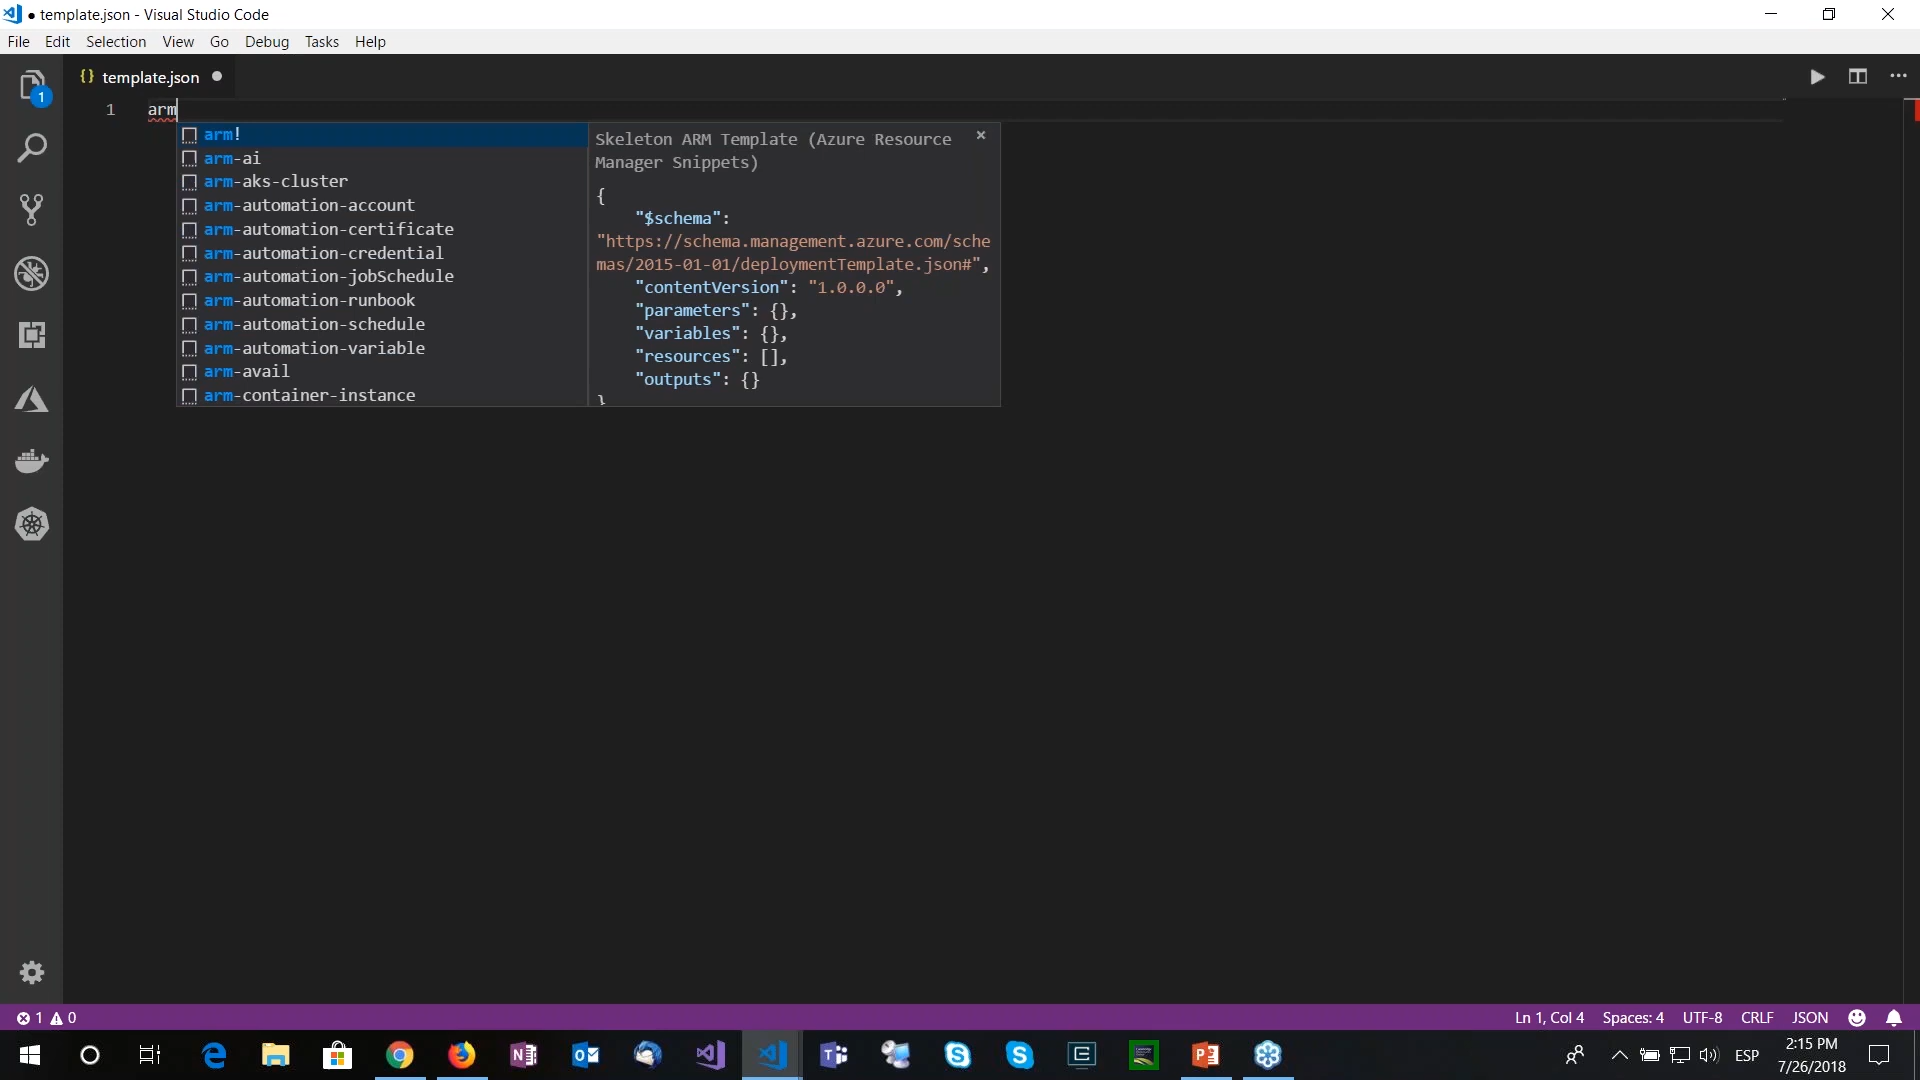 ● template.json - Visual Studio Code
File Edit Selection View Go Debug Tasks Help
{} template.json ●
1
1 arm
arm!
arm-ai
arm-aks-cluster
arm-automation-account
arm-automation-certificate
arm-automation-credential
arm-automation-jobSchedule
arm-automation-runbook
arm-automation-schedule
arm-automation-variable
arm-avail
arm-container-instance
Skeleton ARM Template (Azure Resource
Manager Snippets)
{
"$schema":
"https://schema.management.azure.com/sche
mas/2015-01-01/deploymentTemplate.json#",
"contentVersion": "1.0.0.0",
"parameters": {},
"variables": {},
"resources": [],
"outputs": {}
}
1 0
Ln 1, Col 4 Spaces: 4 UTF-8 CRLF JSON
ESP
2:15 PM
7/26/2018